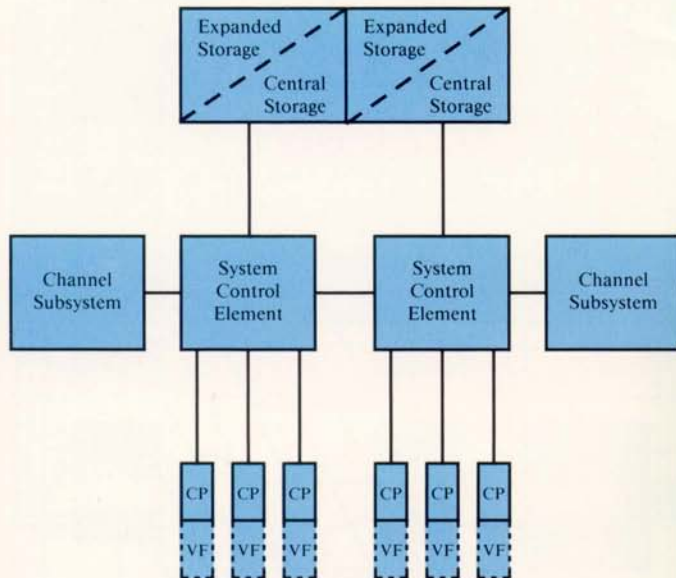 Expanded
Storage
Central
Storage
Expanded
Storage
Central
Storage
Channel
Subsystem
System
Control
Element
System
Control
Element
Channel
Subsystem
CP CP CP CP CP CP
VF VF VF VF VF VF